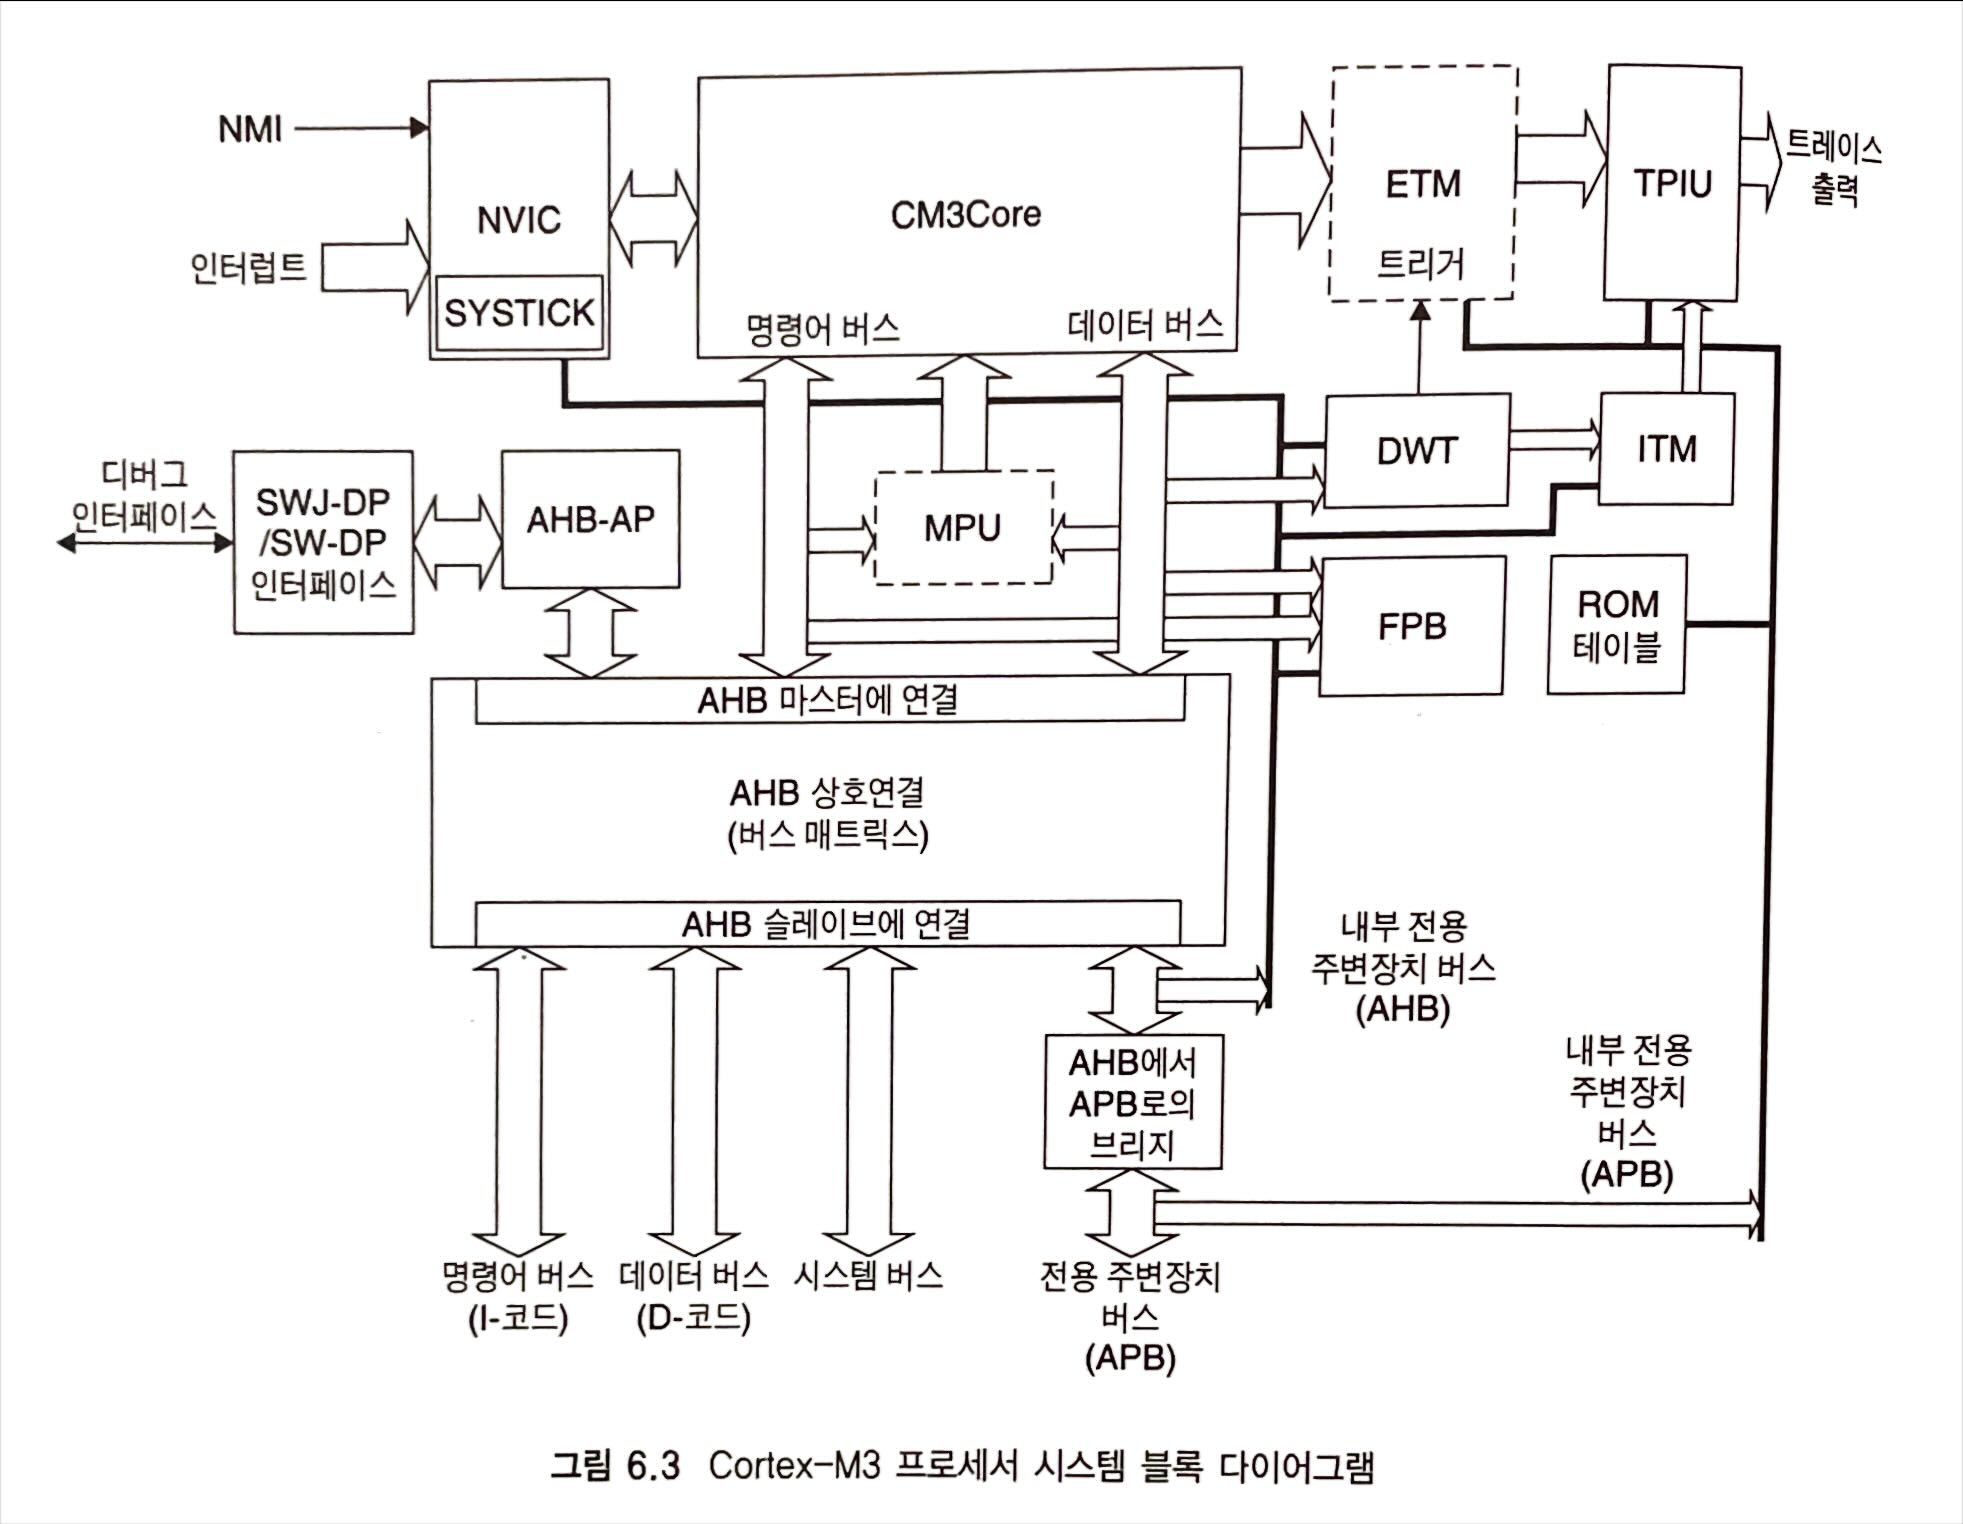 NMI
NVIC
인터럽트
SYSTICK
CM3Core
명령어 버스
데이터 버스
ETM
트리거
TPIU
트레이스
출력
디버그
인터페이스
SWJ-DP
/SW-DP
인터페이스
AHB-AP
MPU
DWT
ITM
FPB
ROM
테이블
AHB 마스터에 연결
AHB 상호연결
(버스 매트릭스)
AHB 슬레이브에 연결
내부 전용
주변장치 버스
(AHB)
AHB에서
APB로의
브리지
내부 전용
주변장치
버스
(APB)
명령어 버스
(I-코드)
데이터 버스
(D-코드)
시스템 버스
전용 주변장치
버스
(APB)
그림 6.3 Cortex-M3 프로세서 시스템 블록 다이어그램